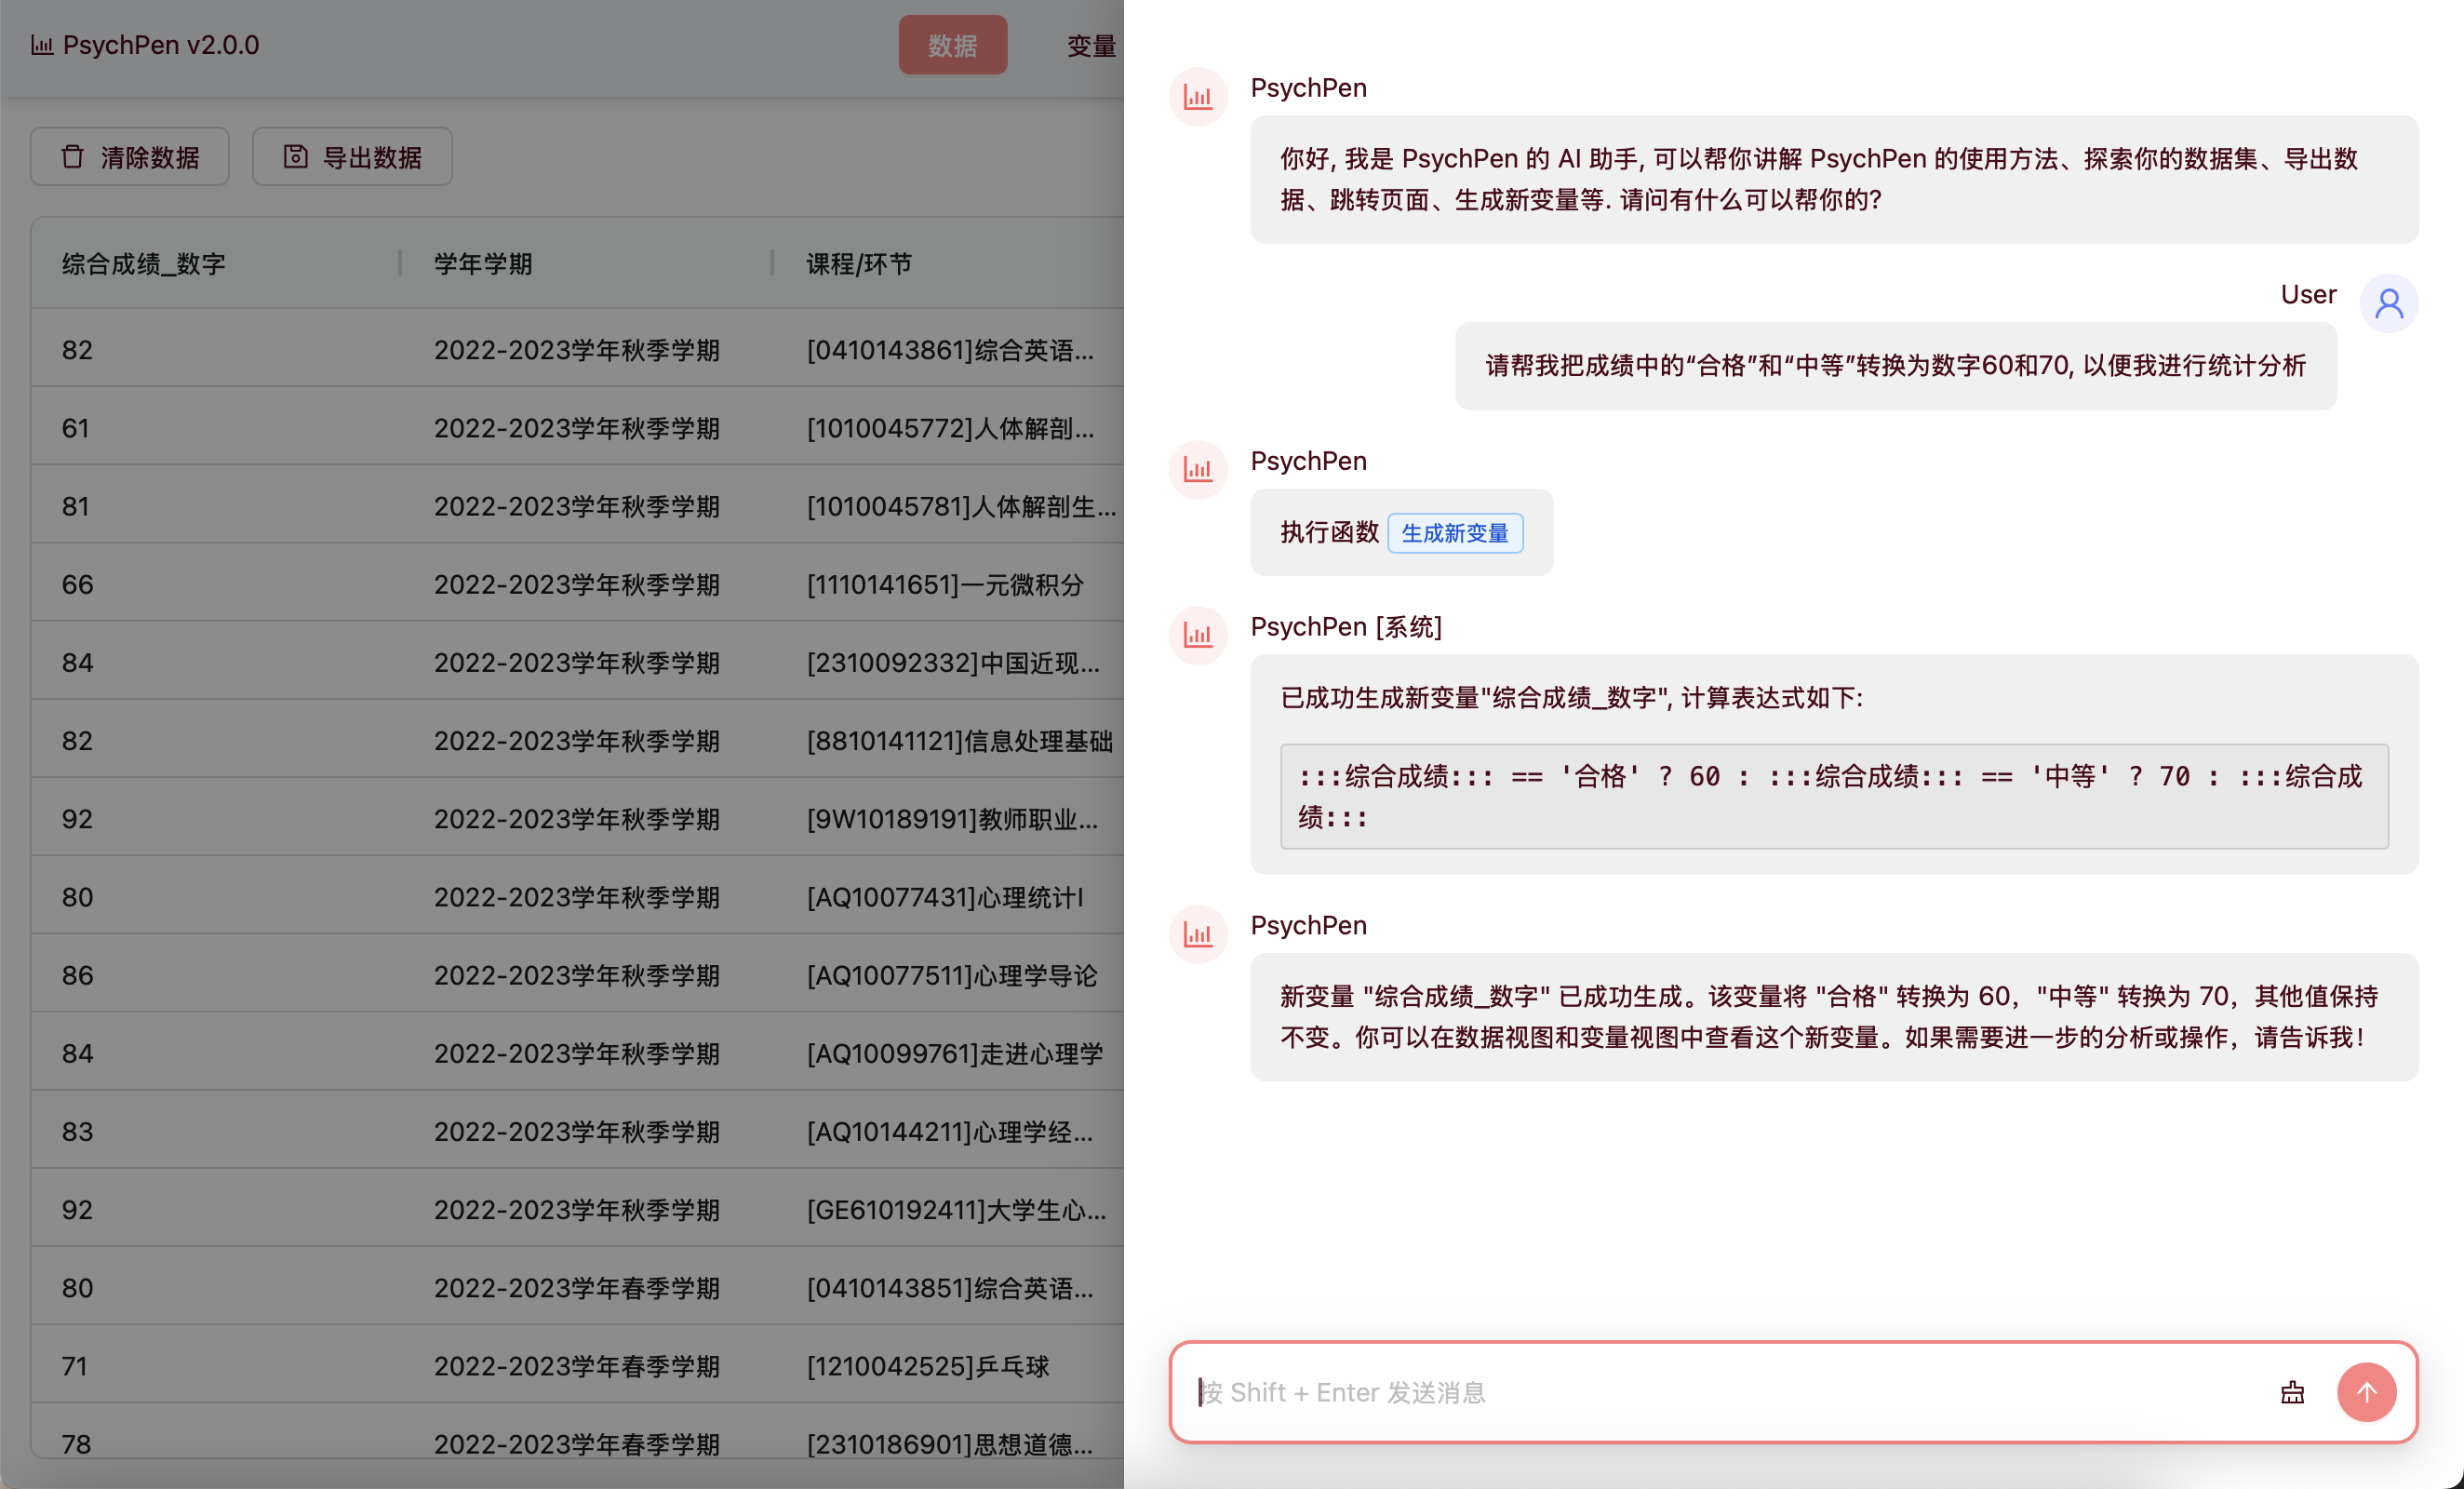 PsychPen v2.0.0
数据
变量
清除数据
导出数据
综合成绩_数字 学年学期 课程/环节
82 2022-2023学年秋季学期 [0410143861]综合英语...
61 2022-2023学年秋季学期 [1010045772]人体解剖...
81 2022-2023学年秋季学期 [1010045781]人体解剖生...
66 2022-2023学年秋季学期 [1110141651]一元微积分
84 2022-2023学年秋季学期 [2310092332]中国近现...
82 2022-2023学年秋季学期 [8810141121]信息处理基础
92 2022-2023学年秋季学期 [9W10189191]教师职业...
80 2022-2023学年秋季学期 [AQ10077431]心理统计I
86 2022-2023学年秋季学期 [AQ10077511]心理学导论
84 2022-2023学年秋季学期 [AQ10099761]走进心理学
83 2022-2023学年秋季学期 [AQ10144211]心理学经...
92 2022-2023学年秋季学期 [GE610192411]大学生心...
80 2022-2023学年春季学期 [0410143851]综合英语...
71 2022-2023学年春季学期 [1210042525]乒乓球
78 2022-2023学年春季学期 [2310186901]思想道德...
PsychPen
你好, 我是 PsychPen 的 AI 助手, 可以帮你讲解 PsychPen 的使用方法、探索你的数据集、导出数
据、跳转页面、生成新变量等. 请问有什么可以帮你的?
User
请帮我把成绩中的“合格”和“中等”转换为数字60和70, 以便我进行统计分析
PsychPen
执行函数 生成新变量
PsychPen [系统]
已成功生成新变量"综合成绩_数字", 计算表达式如下:
:::综合成绩::: == '合格' ? 60 : :::综合成绩::: == '中等' ? 70 : :::综合成
绩:::
PsychPen
新变量 "综合成绩_数字" 已成功生成。该变量将 "合格" 转换为 60，"中等" 转换为 70，其他值保持
不变。你可以在数据视图和变量视图中查看这个新变量。如果需要进一步的分析或操作，请告诉我！
按 Shift + Enter 发送消息